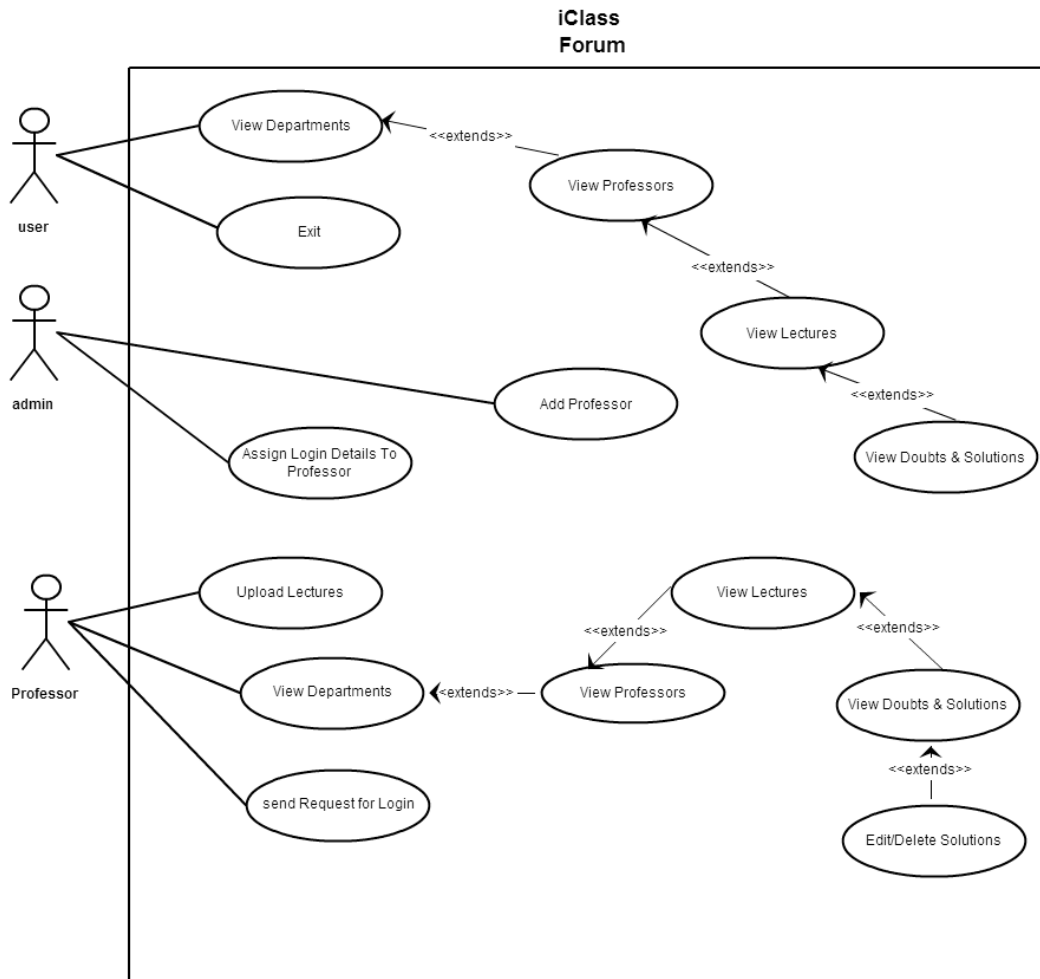 iClass
Forum
View Departments
<<extends>>
View Professors
user
Exit
<<extends>>
View Lectures
admin
Add Professor
<<extends>>
Assign Login Details To
Professor
View Doubts & Solutions
Upload Lectures
View Lectures
<<extends>>
<<extends>>
Professor
View Departments
<extends>>
View Professors
View Doubts & Solutions
<<extends>>
send Request for Login
Edit/Delete Solutions